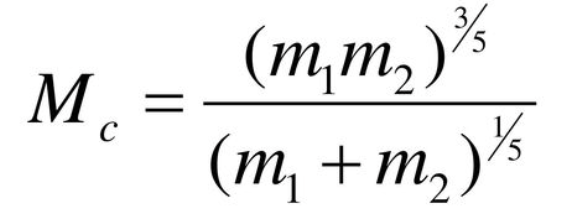 M_c = (m_1 m_2)^{3/5} / (m_1 + m_2)^{1/5}